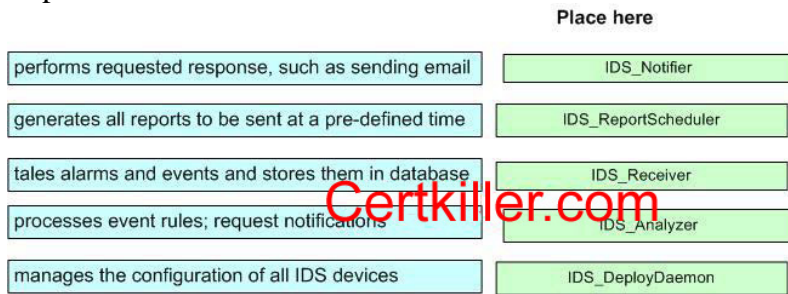 Place here
performs requested response, such as sending email IDS_Notifier
generates all reports to be sent at a pre-defined time IDS_ReportScheduler
tales alarms and events and stores them in database IDS_Receiver
Certkiller.com
processes event rules; request notifications IDS_Analyzer
manages the configuration of all IDS devices IDS_DeployDaemon